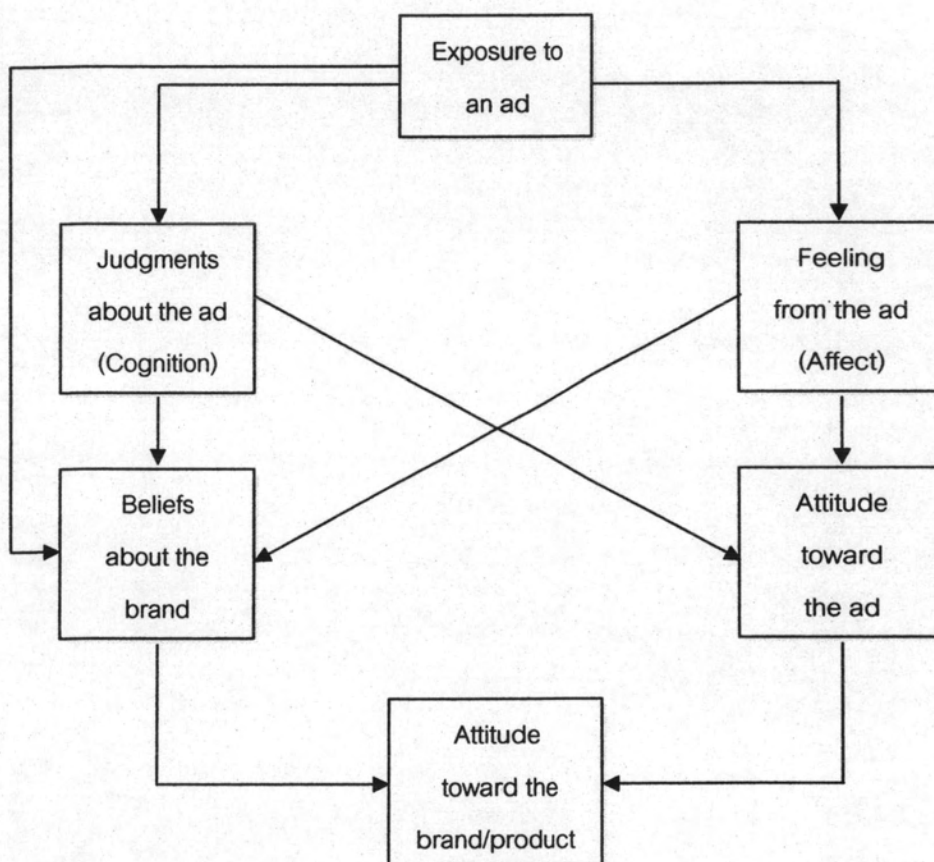 Exposure to
an ad
Judgments
about the ad
(Cognition)
Feeling
from the ad
(Affect)
Beliefs
about the
brand
Attitude
toward
the ad
Attitude
toward the
brand/product